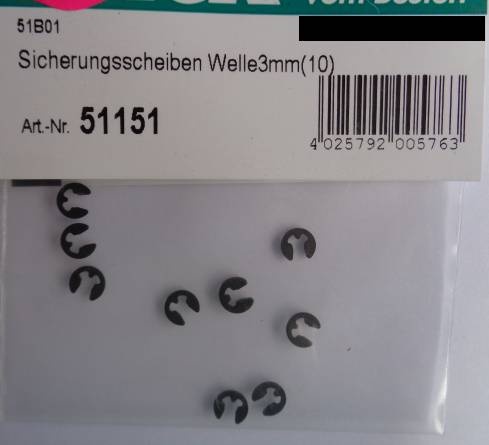 51B01
Sicherungsscheiben Welle3mm(10)
Art.-Nr. 51151
4 025792 005763